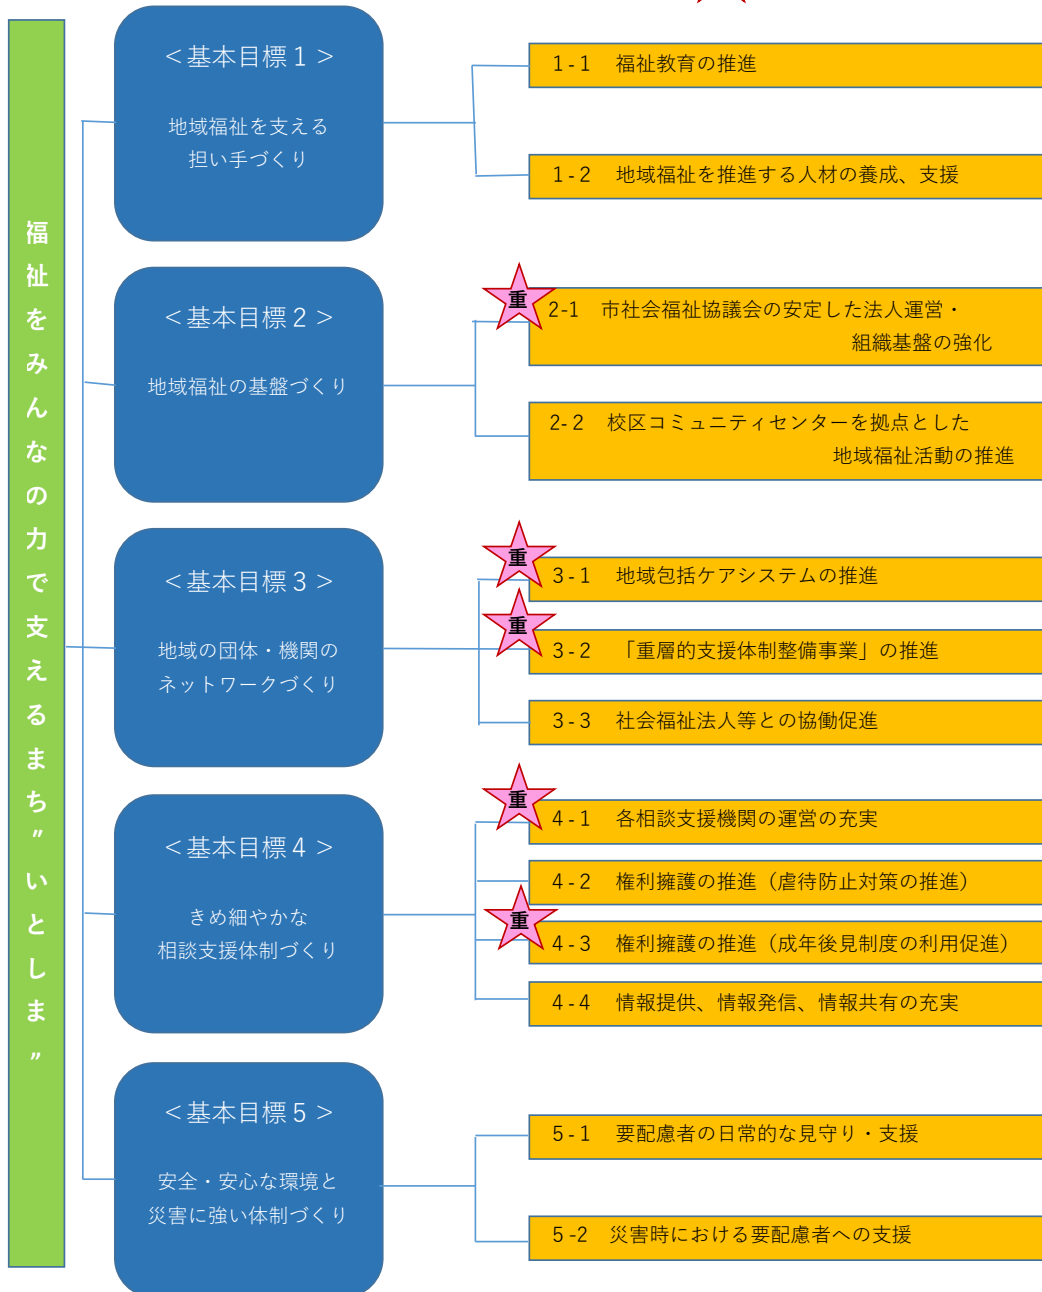 福祉をみんなの力で支えるまち”いとしま”
＜基本目標１＞
地域福祉を支える
担い手づくり
1-1 福祉教育の推進
1-2 地域福祉を推進する人材の養成、支援
＜基本目標２＞
地域福祉の基盤づくり
重
2-1 市社会福祉協議会の安定した法人運営・
組織基盤の強化
2-2 校区コミュニティセンターを拠点とした
地域福祉活動の推進
＜基本目標３＞
地域の団体・機関の
ネットワークづくり
重
3-1 地域包括ケアシステムの推進
重
3-2 「重層的支援体制整備事業」の推進
3-3 社会福祉法人等との協働促進
＜基本目標４＞
きめ細やかな
相談支援体制づくり
重
4-1 各相談支援機関の運営の充実
4-2 権利擁護の推進（虐待防止対策の推進）
重
4-3 権利擁護の推進（成年後見制度の利用促進）
4-4 情報提供、情報発信、情報共有の充実
＜基本目標５＞
安全・安心な環境と
災害に強い体制づくり
5-1 要配慮者の日常的な見守り・支援
5-2 災害時における要配慮者への支援